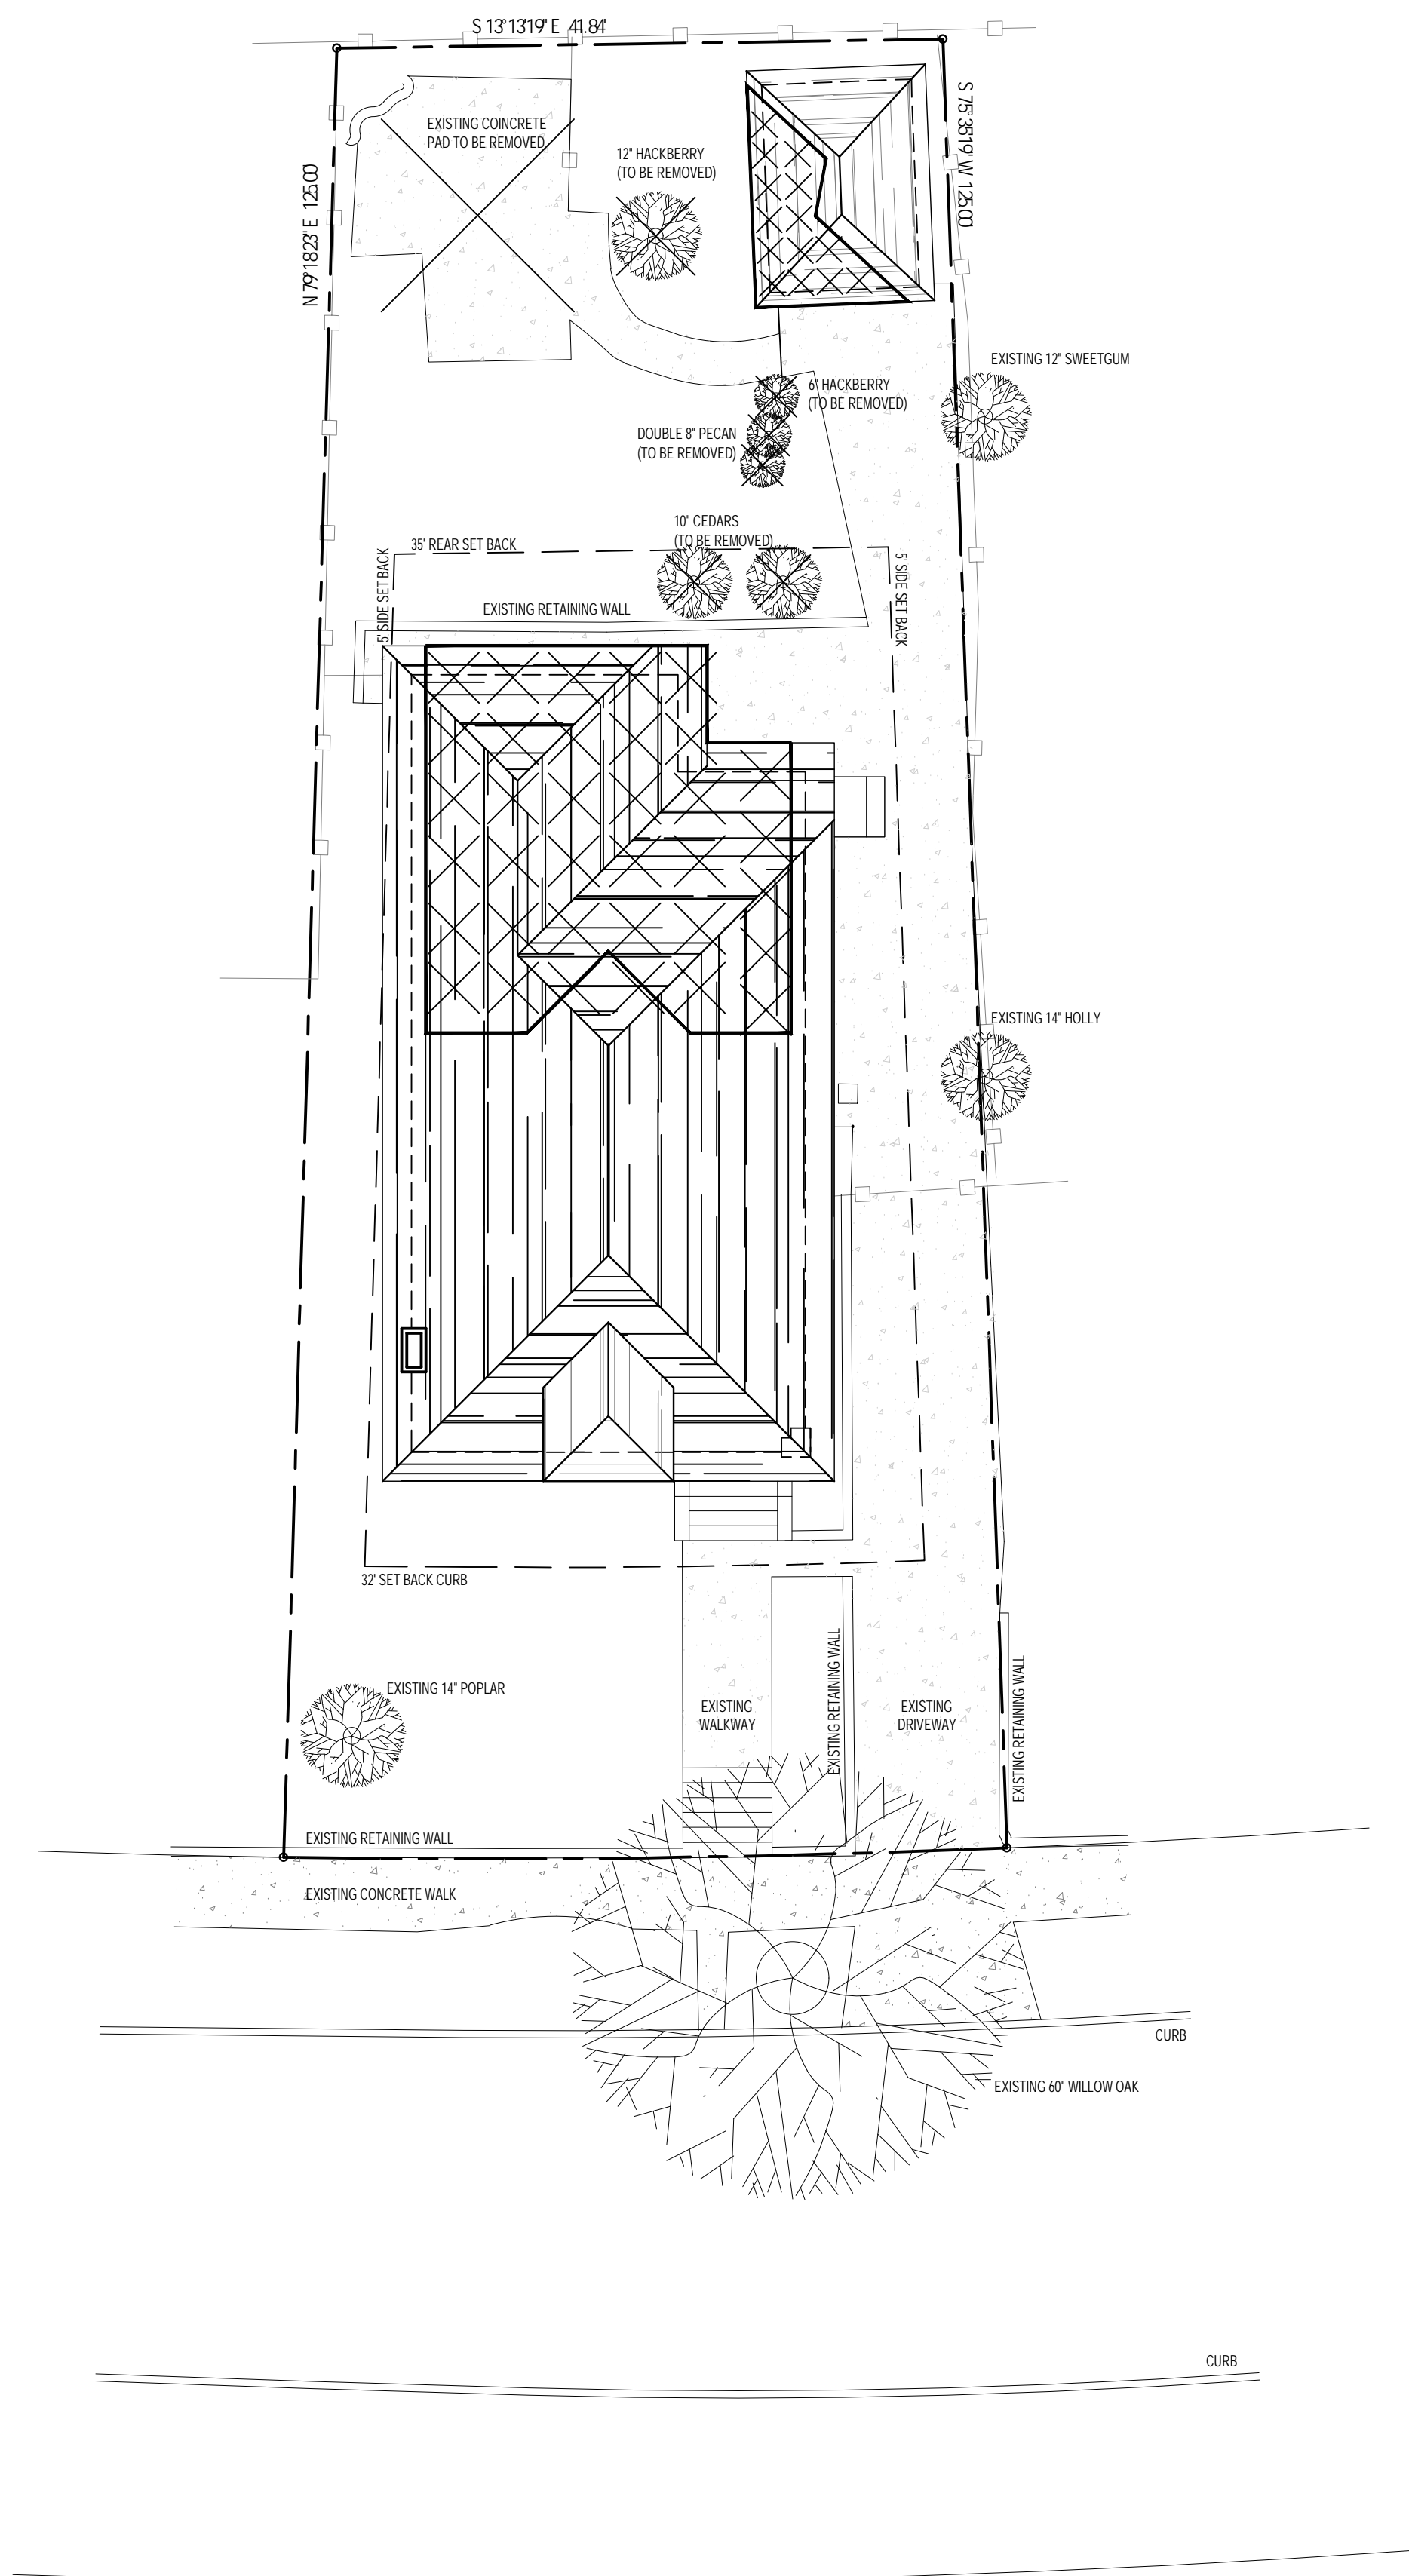 S 13°13'19" E 41.84'
N 79°18'23" E 125.00'
S 75°35'19" W 125.00'
EXISTING COINCRETE
PAD TO BE REMOVED
12" HACKBERRY
(TO BE REMOVED)
EXISTING 12" SWEETGUM
6" HACKBERRY
(TO BE REMOVED)
DOUBLE 8" PECAN
(TO BE REMOVED)
10" CEDARS
(TO BE REMOVED)
35' REAR SET BACK
5' SIDE SET BACK
5' SIDE SET BACK
EXISTING RETAINING WALL
EXISTING 14" HOLLY
32' SET BACK CURB
EXISTING 14" POPLAR
EXISTING
WALKWAY
EXISTING RETAINING WALL
EXISTING
DRIVEWAY
EXISTING RETAINING WALL
EXISTING RETAINING WALL
EXISTING CONCRETE WALK
CURB
EXISTING 60" WILLOW OAK
CURB